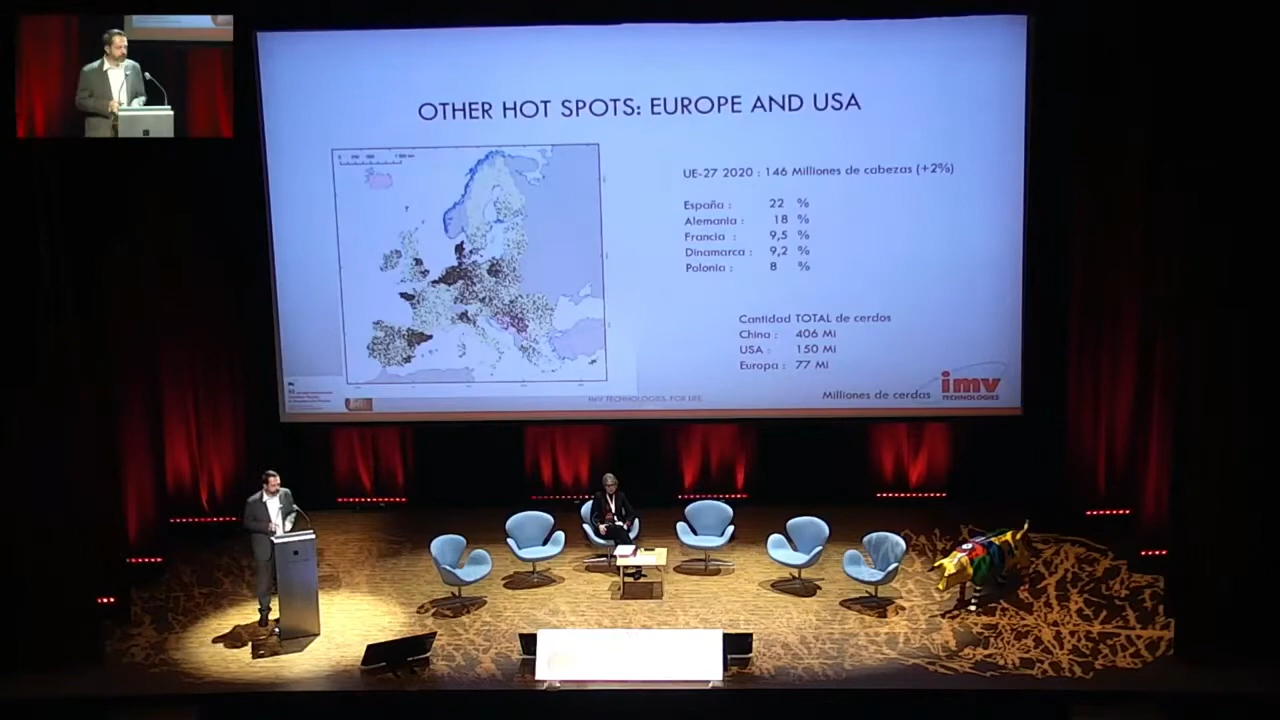 OTHER HOT SPOTS: EUROPE AND USA
UE-27 2020 : 146 Milliones de cabezas (+2%)
España : 22 %
Alemania : 18 %
Francia : 9,5 %
Dinamarca : 9,2 %
Polonia : 8 %
Cantidad TOTAL de cerdos
China : 406 Mi
USA : 150 Mi
Europa : 77 Mi
Milliones de cerdas
imv
TECHNOLOGIES
IMV TECHNOLOGIES. FOR LIFE.